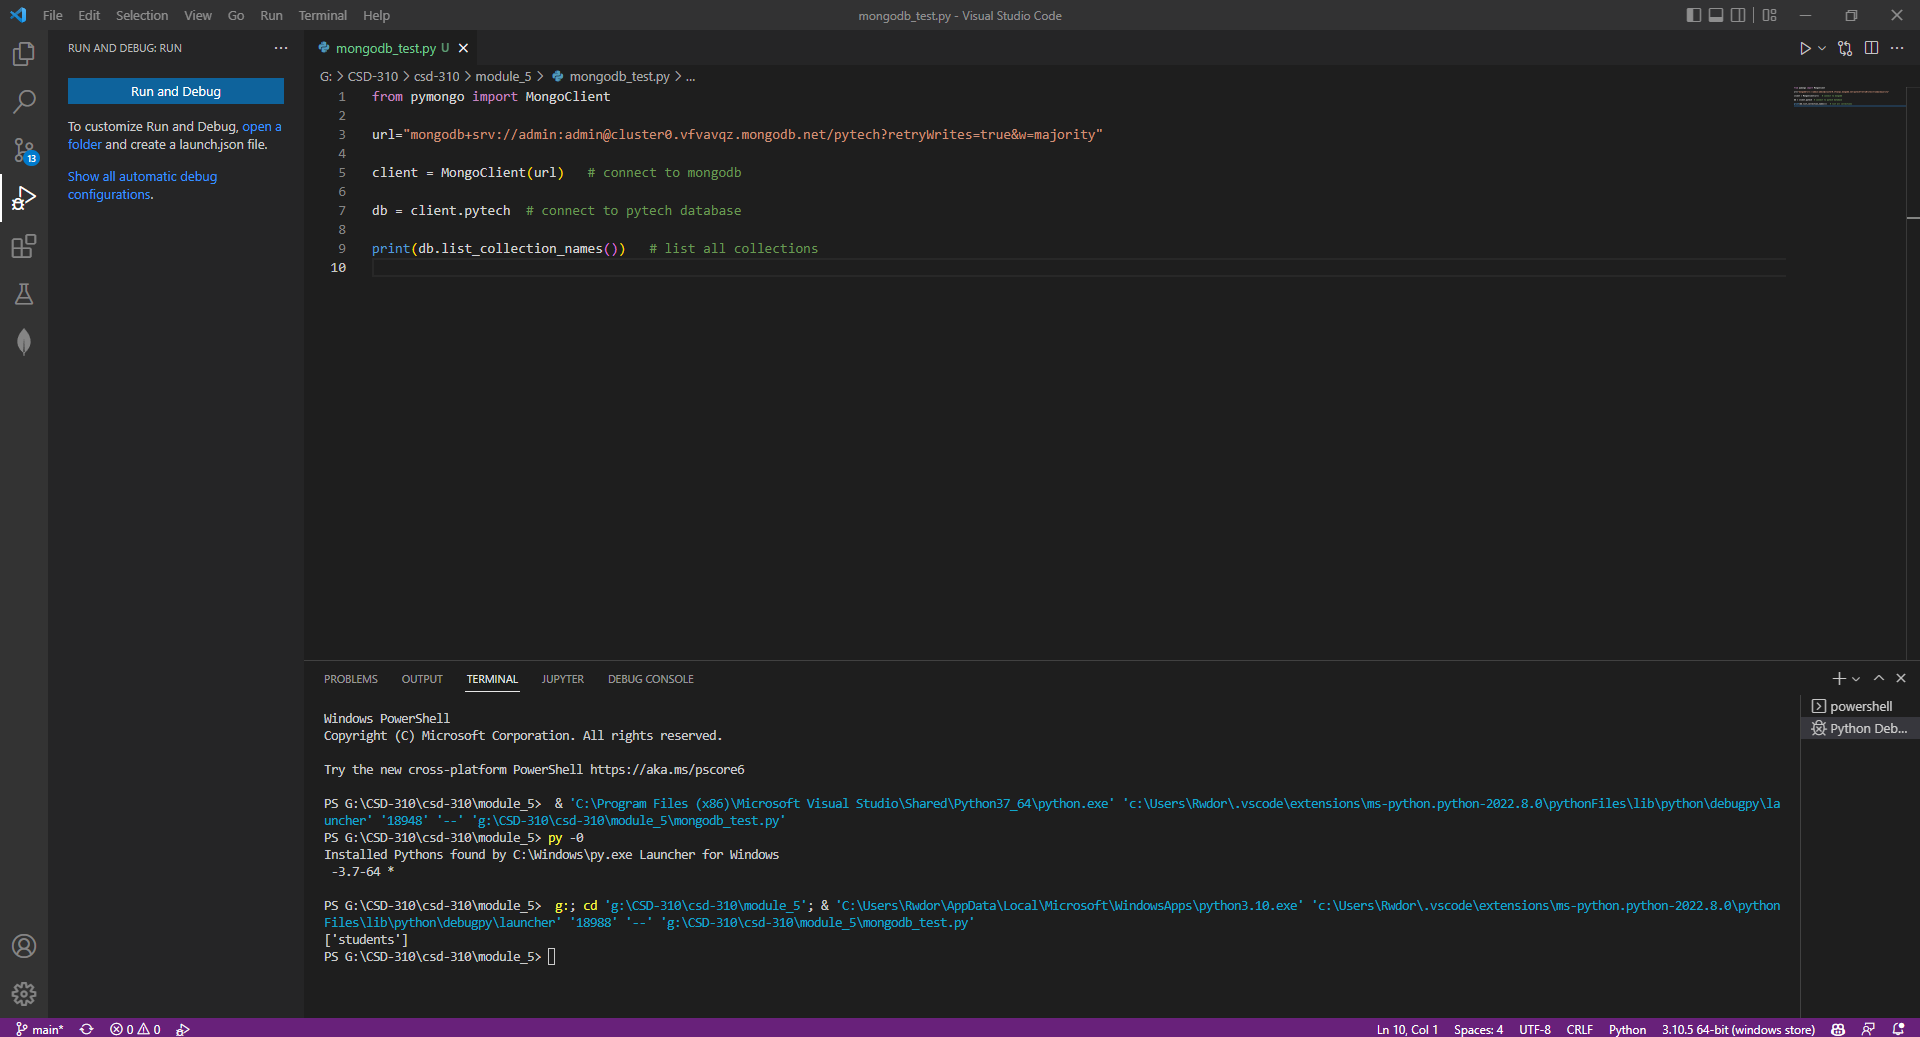 File Edit Selection View Go Run Terminal Help
mongodb_test.py - Visual Studio Code
RUN AND DEBUG: RUN
Run and Debug
To customize Run and Debug, open a
folder and create a launch.json file.
Show all automatic debug
configurations.
13
mongodb_test.py U
G: > CSD-310 > csd-310 > module_5 > mongodb_test.py > ...
1 from pymongo import MongoClient
2
3 url="mongodb+srv://admin:admin@cluster0.vfvavqz.mongodb.net/pytech?retryWrites=true&w=majority"
4
5 client = MongoClient(url) # connect to mongodb
6
7 db = client.pytech # connect to pytech database
8
9 print(db.list_collection_names()) # list all collections
10
PROBLEMS OUTPUT TERMINAL JUPYTER DEBUG CONSOLE
Windows PowerShell
Copyright (C) Microsoft Corporation. All rights reserved.
Try the new cross-platform PowerShell https://aka.ms/pscore6
PS G:\CSD-310\csd-310\module_5> & 'C:\Program Files (x86)\Microsoft Visual Studio\Shared\Python37_64\python.exe' 'c:\Users\Rwdor\.vscode\extensions\ms-python.python-2022.8.0\pythonFiles\lib\python\debugpy\la
uncher' '18948' '--' 'g:\CSD-310\csd-310\module_5\mongodb_test.py'
PS G:\CSD-310\csd-310\module_5> py -0
Installed Pythons found by C:\Windows\py.exe Launcher for Windows
-3.7-64 *
PS G:\CSD-310\csd-310\module_5> g:; cd 'g:\CSD-310\csd-310\module_5'; & 'C:\Users\Rwdor\AppData\Local\Microsoft\WindowsApps\python3.10.exe' 'c:\Users\Rwdor\.vscode\extensions\ms-python.python-2022.8.0\python
Files\lib\python\debugpy\launcher' '18988' '--' 'g:\CSD-310\csd-310\module_5\mongodb_test.py'
['students']
PS G:\CSD-310\csd-310\module_5>
powershell
Python Deb...
main* 0 0
Ln 10, Col 1 Spaces: 4 UTF-8 CRLF Python 3.10.5 64-bit (windows store)